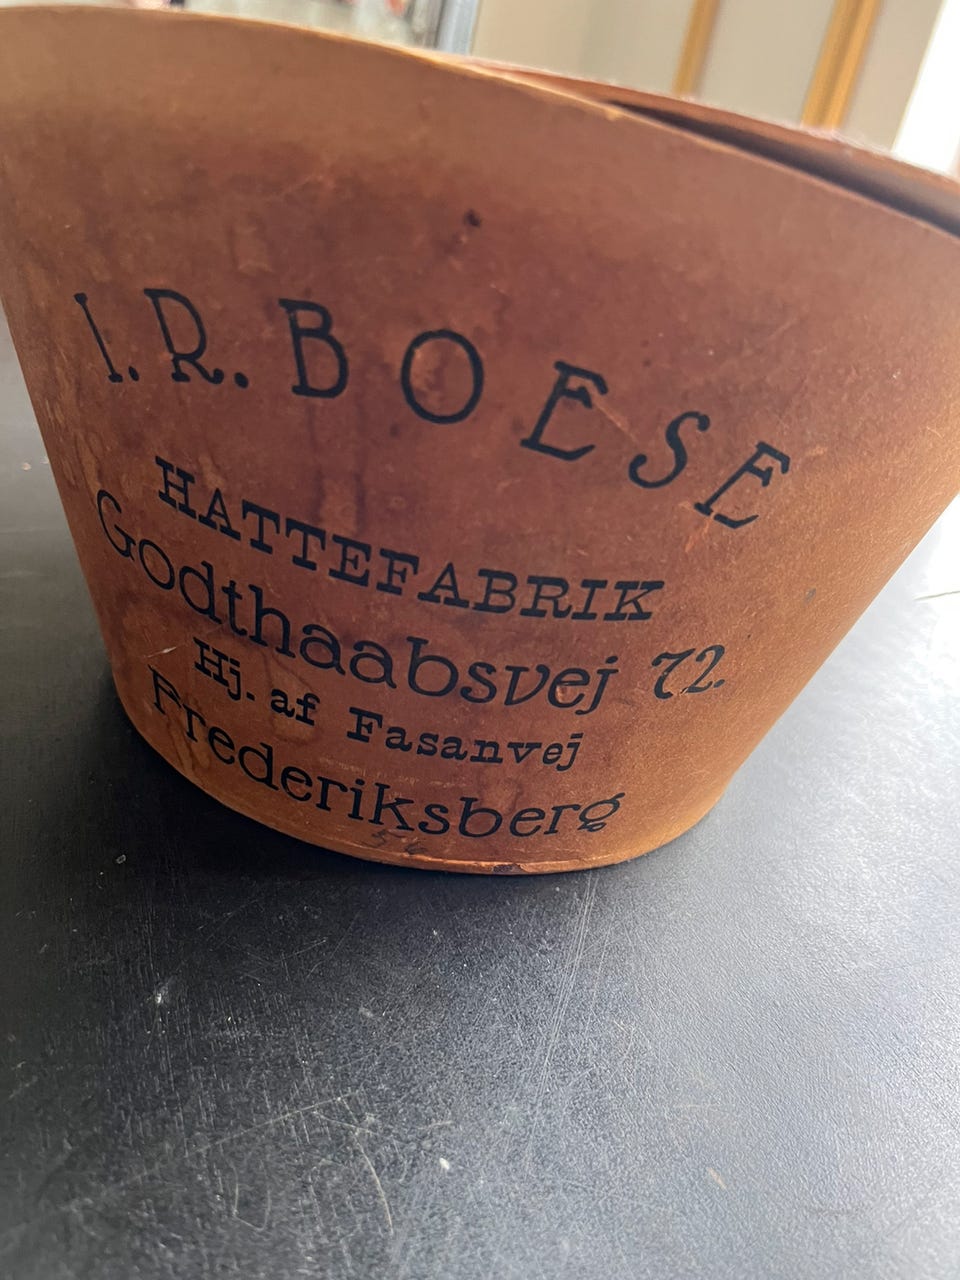 I.R.BOESE
HATTEFABRIK
Godthaabsvej 72.
Hj. af Fasanvej
Frederiksberg